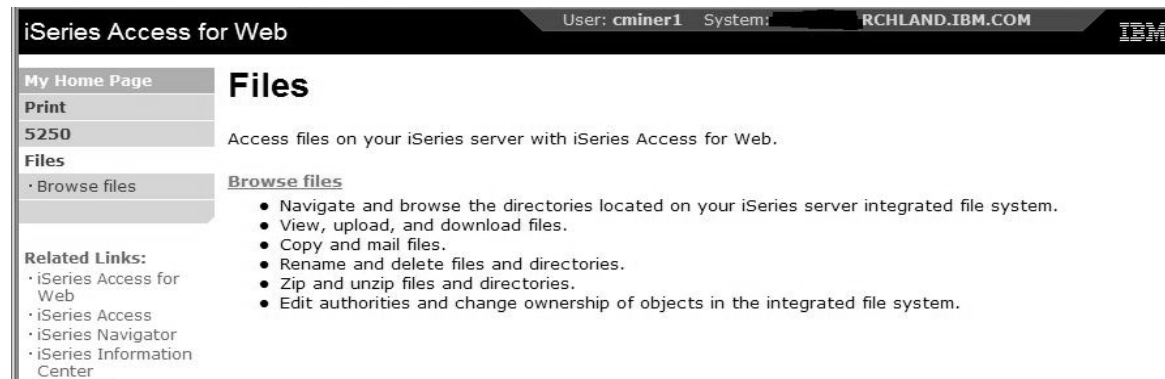 iSeries Access for Web
User: cminer1 System: RCHLAND.IBM.COM
IBM
My Home Page
Print
5250
Files
· Browse files
Related Links:
· iSeries Access for
Web
· iSeries Access
· iSeries Navigator
· iSeries Information
Center
Files
Access files on your iSeries server with iSeries Access for Web.
Browse files
● Navigate and browse the directories located on your iSeries server integrated file system.
● View, upload, and download files.
● Copy and mail files.
● Rename and delete files and directories.
● Zip and unzip files and directories.
● Edit authorities and change ownership of objects in the integrated file system.